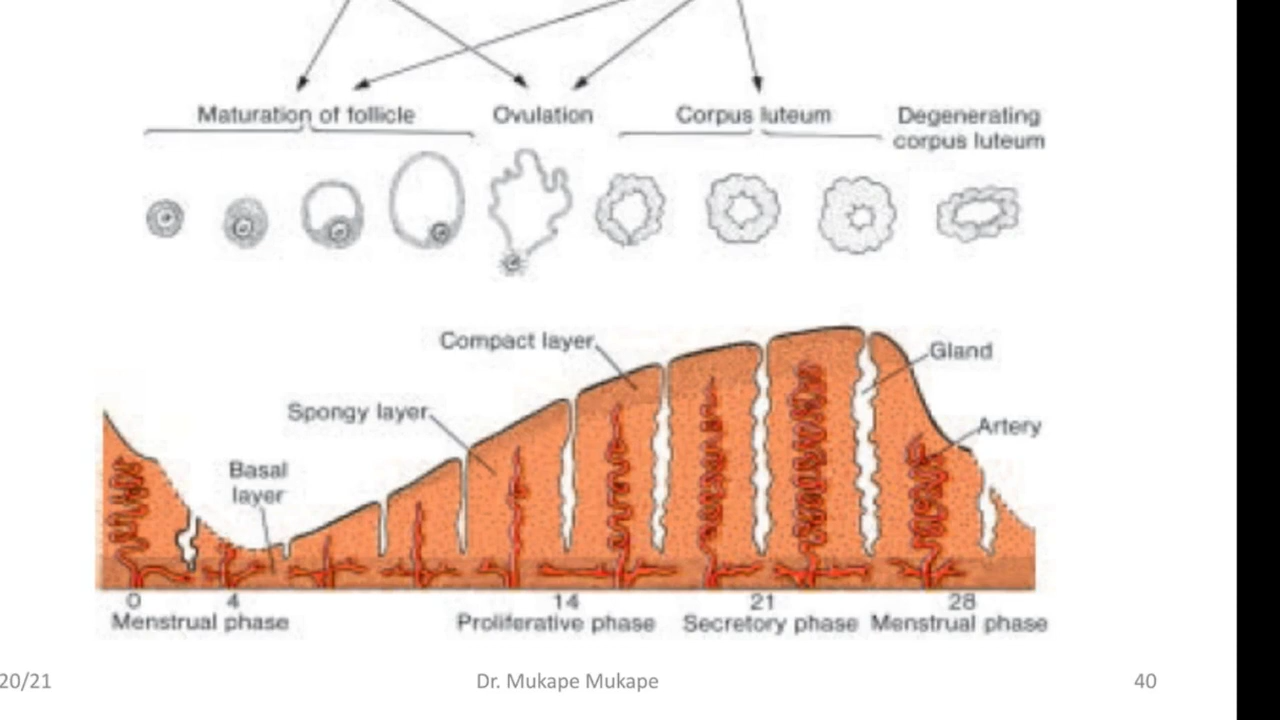 Maturation of follicle
Ovulation
Corpus luteum
Degenerating
corpus luteum
Compact layer
Gland
Spongy layer
Artery
Basal
layer
0 4 14 21 28
Menstrual phase Proliferative phase Secretory phase Menstrual phase
20/21 Dr. Mukape Mukape 40